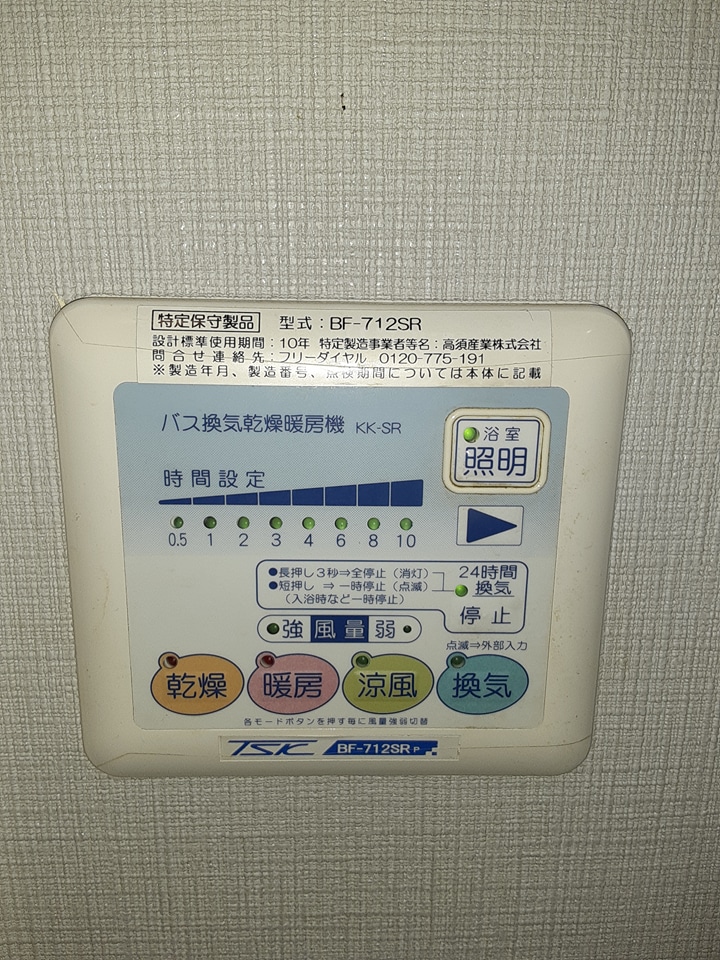 特定保守製品 型式：BF-712SR
設計標準使用期間：10年 特定製造事業者等名：高須産業株式会社
問合せ連絡先：フリーダイヤル 0120-775-191
※製造年月、製造番号、点検期間については本体に記載
バス換気乾燥暖房機 KK-SR
浴室
照明
時間設定
0.5 1 2 3 4 6 8 10
●長押し3秒⇒全停止（消灯）
●短押し ⇒ 一時停止（点滅）
（入浴時など一時停止）
24時間
換気
停止
強 風量 弱
点滅⇒外部入力
乾燥 暖房 涼風 換気
各モードボタンを押す毎に風量強弱切替
TSK BF-712SR P